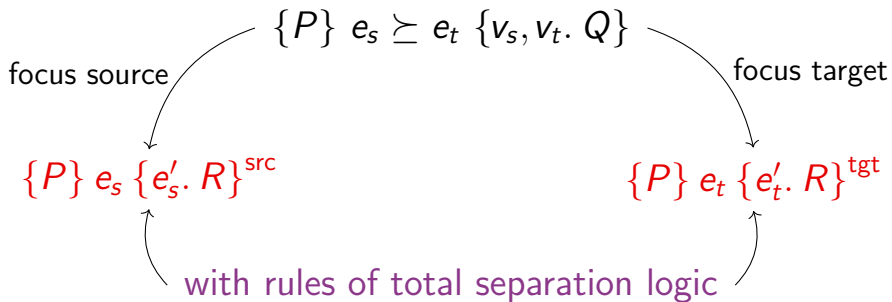 {P} e_s ⪰ e_t {v_s, v_t. Q}
focus source
focus target
{P} e_s {e′_s. R}^src
{P} e_t {e′_t. R}^tgt
with rules of total separation logic